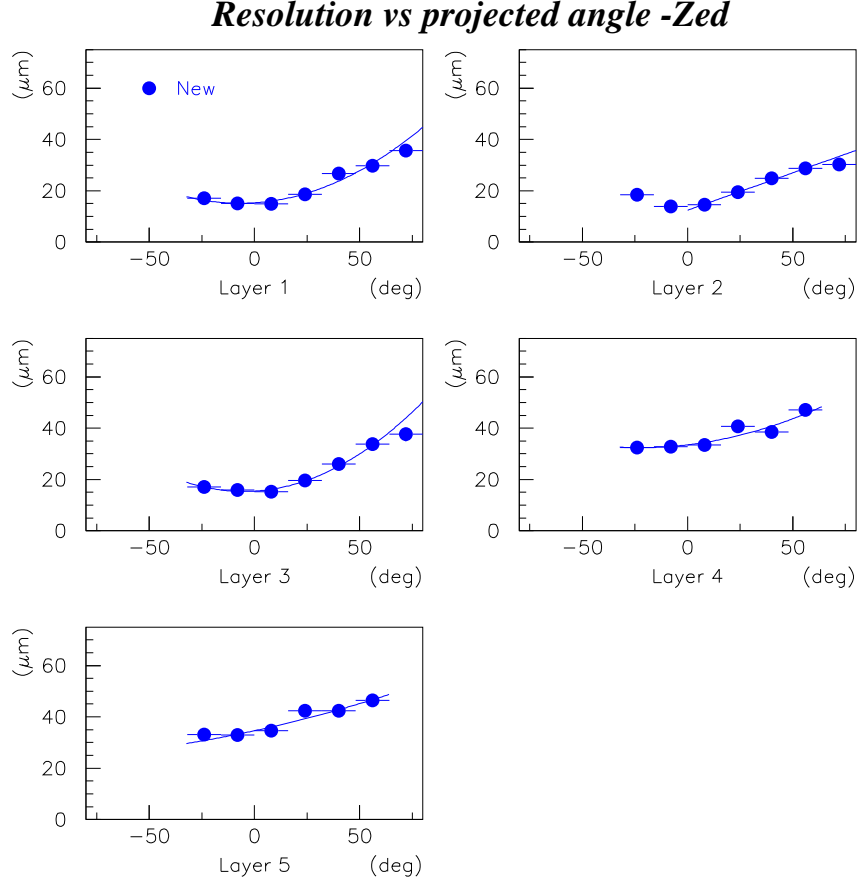 Resolution vs projected angle -Zed
(μm)
60
40
20
0
New
−50 0 50
Layer 1 (deg)
(μm)
60
40
20
0
−50 0 50
Layer 2 (deg)
(μm)
60
40
20
0
−50 0 50
Layer 3 (deg)
(μm)
60
40
20
0
−50 0 50
Layer 4 (deg)
(μm)
60
40
20
0
−50 0 50
Layer 5 (deg)